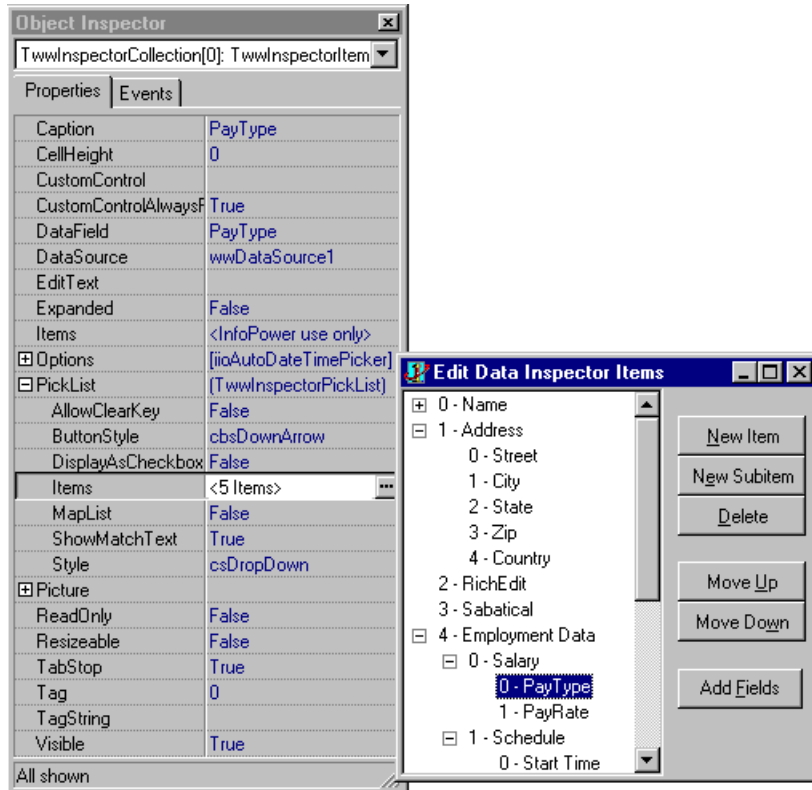 Object Inspector
TwwInspectorCollection[0]: TwwInspectorItem
Properties Events
Caption PayType
CellHeight 0
CustomControl
CustomControlAlwaysF True
DataField PayType
DataSource wwDataSource1
EditText
Expanded False
Items <InfoPower use only>
Options [iioAutoDateTimePicker]
PickList (TwwInspectorPickList)
AllowClearKey False
ButtonStyle cbsDownArrow
DisplayAsCheckbox False
Items <5 Items> ...
MapList False
ShowMatchText True
Style csDropDown
Picture
ReadOnly False
Resizeable False
TabStop True
Tag 0
TagString
Visible True
All shown
Edit Data Inspector Items
0 - Name
1 - Address
0 - Street
1 - City
2 - State
3 - Zip
4 - Country
2 - RichEdit
3 - Sabatical
4 - Employment Data
0 - Salary
0 - PayType
1 - PayRate
1 - Schedule
0 - Start Time
New Item
New Subitem
Delete
Move Up
Move Down
Add Fields